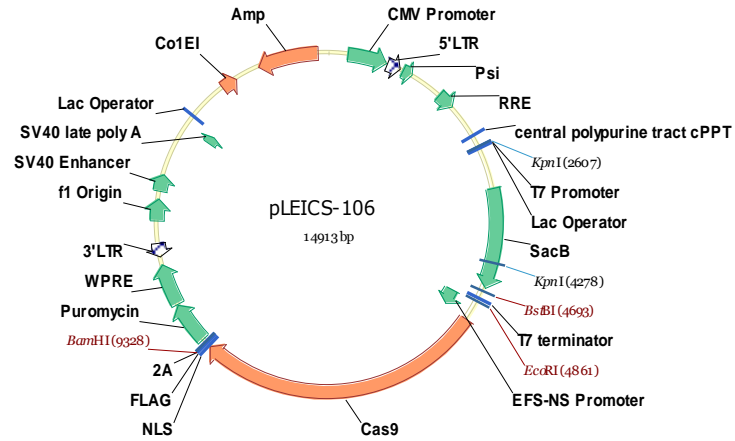 Amp
CMV Promoter
5'LTR
Psi
RRE
central polypurine tract cPPT
KpnI(2607)
T7 Promoter
Lac Operator
SacB
KpnI(4278)
BstBI(4693)
T7 terminator
EcoRI(4861)
EFS-NS Promoter
Cas9
NLS
FLAG
2A
BamHI(9328)
Puromycin
WPRE
3'LTR
f1 Origin
SV40 Enhancer
SV40 late poly A
Lac Operator
Co1EI
pLEICS-106
14913bp